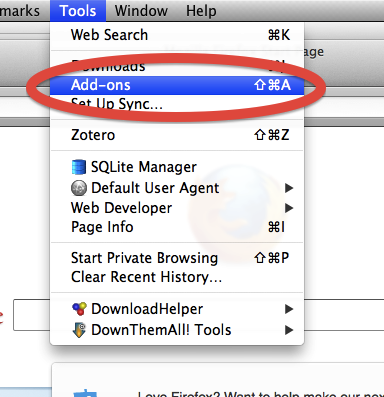 marks Tools Window Help
Web Search ⌘K
Downloads
Add-ons ⇧⌘A
Set Up Sync...
Zotero ⇧⌘Z
SQLite Manager
Default User Agent
Web Developer
Page Info ⌘I
Start Private Browsing ⇧⌘P
Clear Recent History...
DownloadHelper
DownThemAll! Tools
Love Firefox? Want to help make our nex